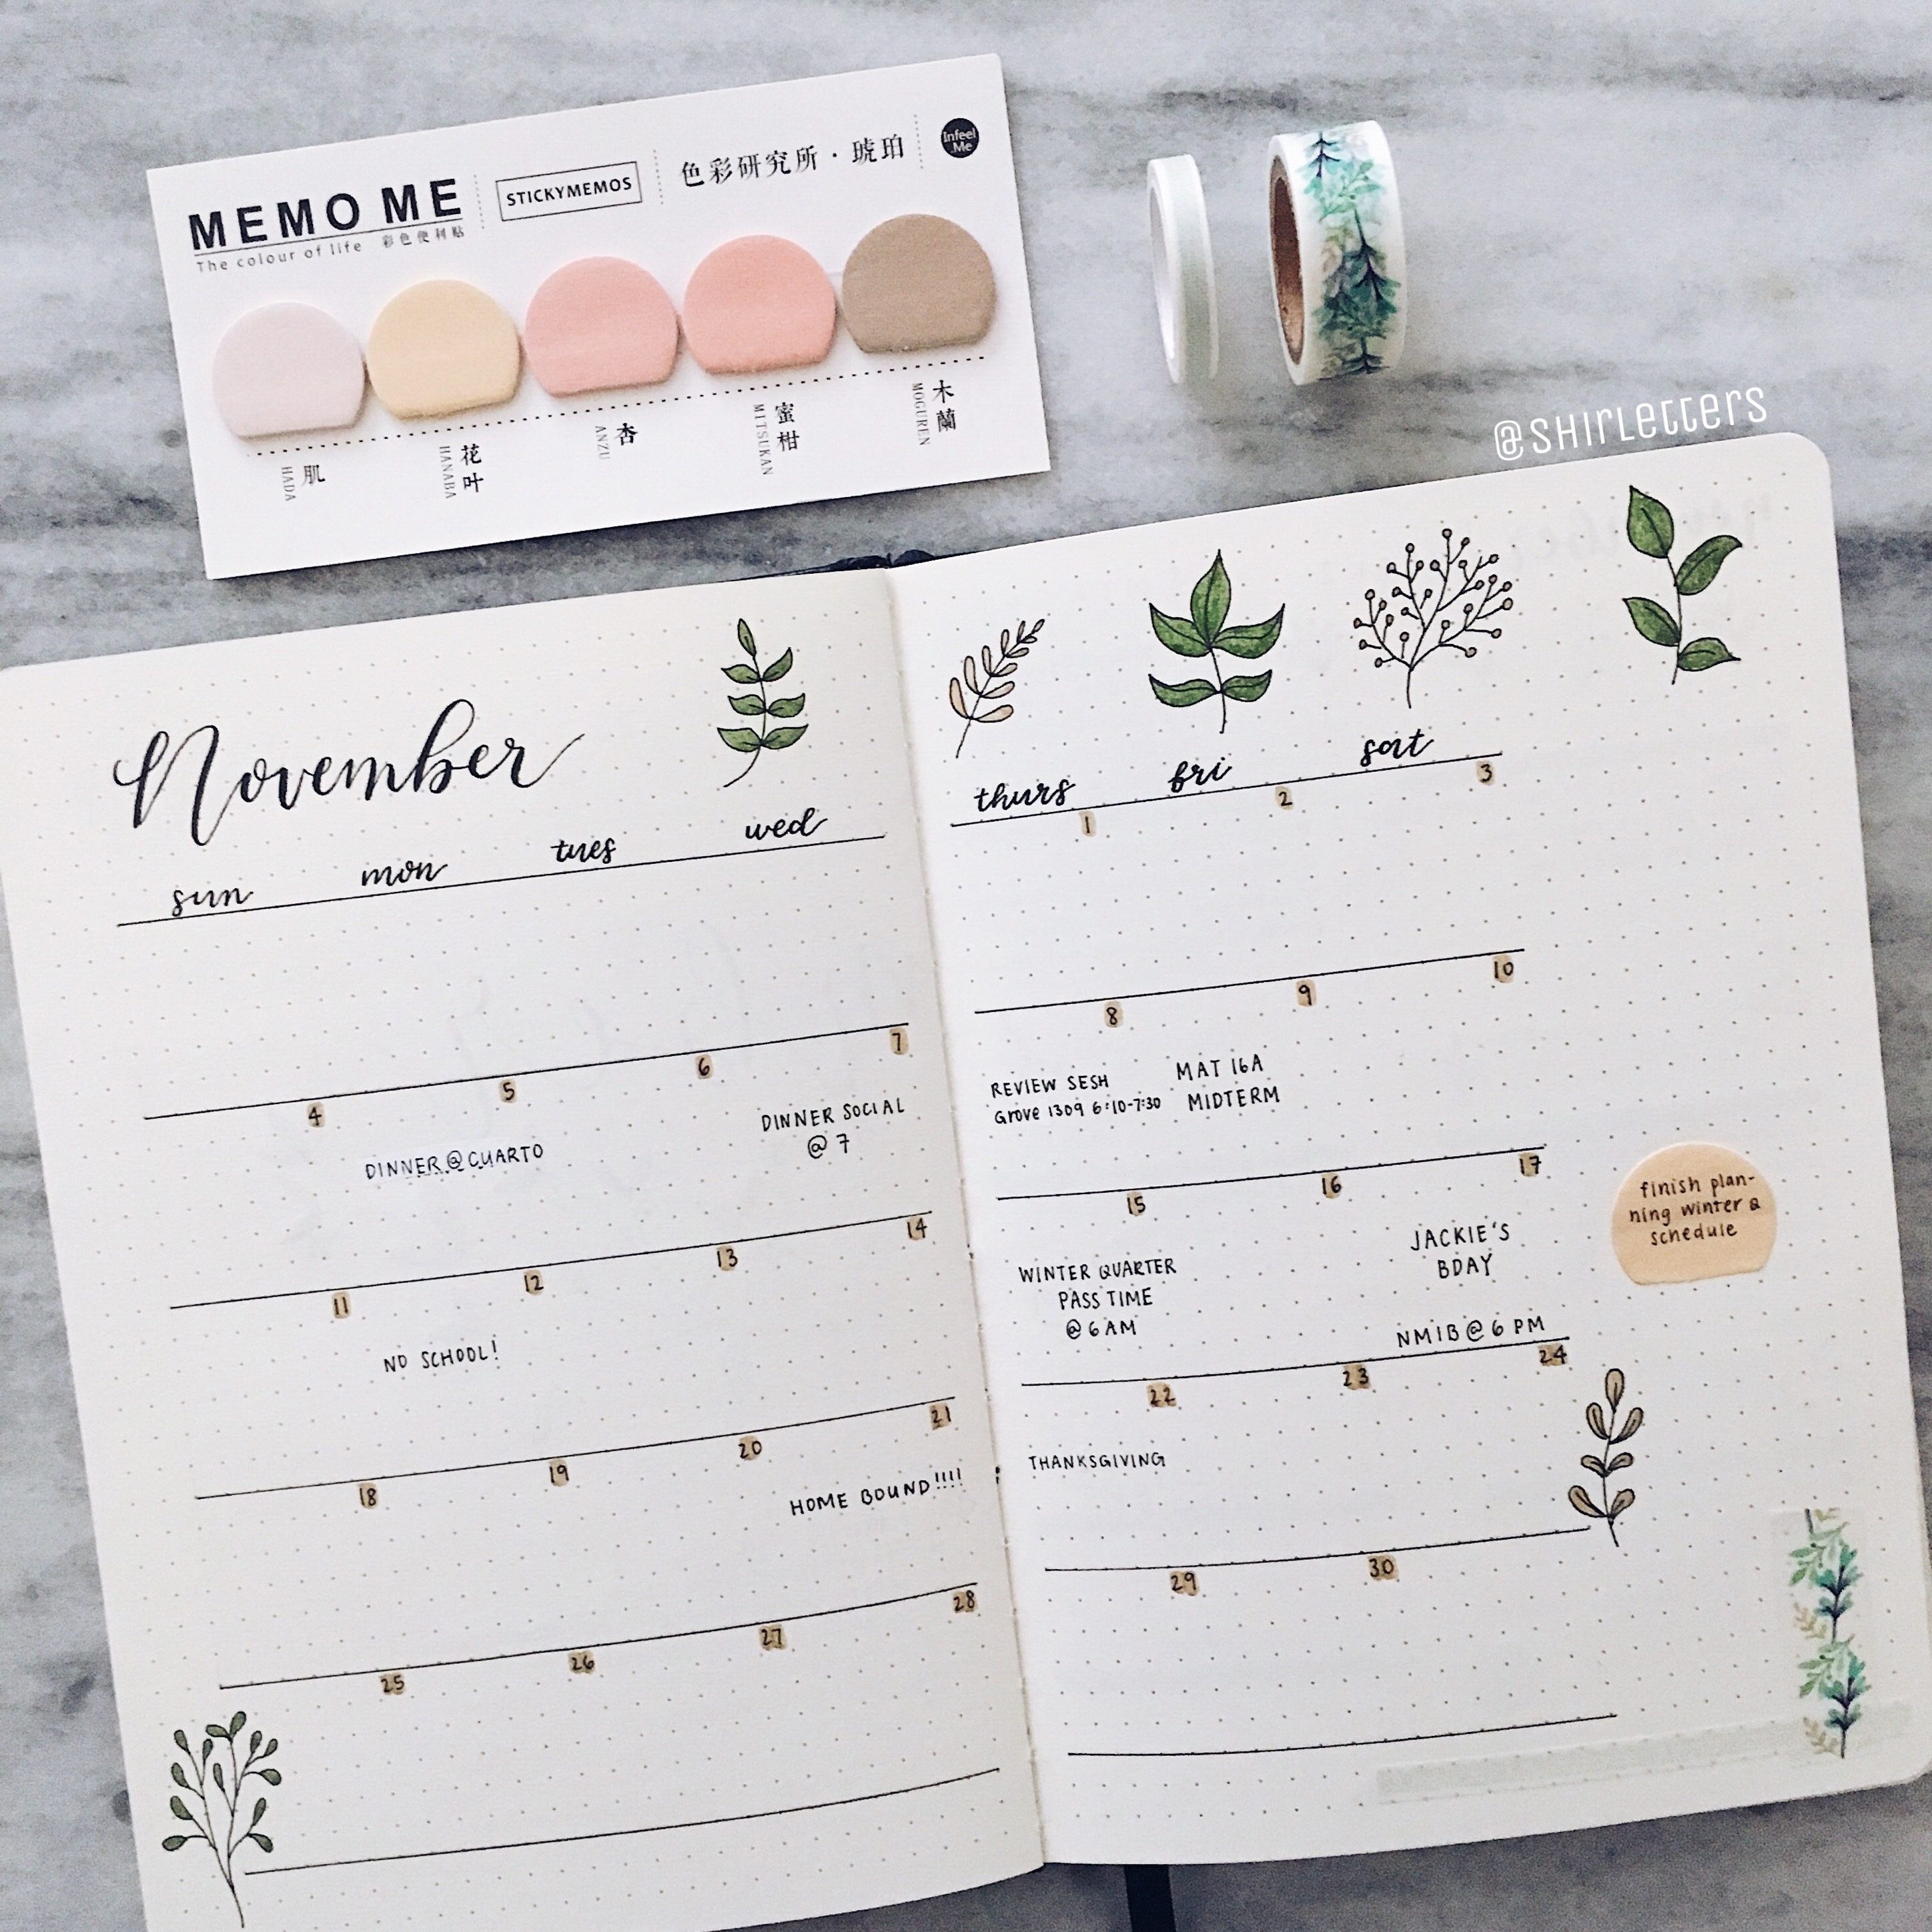 MEMO ME
The colour of life 彩色便利贴
STICKYMEMOS
色彩研究所·琥珀
Infeel
Me
肌
HADA
花叶
HANABA
杏
ANZU
蜜柑
MITSUKAN
木蘭
MOGUREN
@SHIRLETTERS
November
sun mon tues wed
4 5 6 7
DINNER @ CUARTO
DINNER SOCIAL
@ 7
11 12 13 14
NO SCHOOL!
18 19 20 21
HOME BOUND!!!!
25 26 27 28
thurs fri sat
1 2 3
8 9 10
REVIEW SESH
Grove 1309 6:10-7:30
MAT 16A
MIDTERM
15 16 17
WINTER QUARTER
PASS TIME
@ 6 AM
JACKIE'S
BDAY
NMIB @ 6 PM
finish plan-
ning winter Q
schedule
22 23 24
THANKSGIVING
29 30